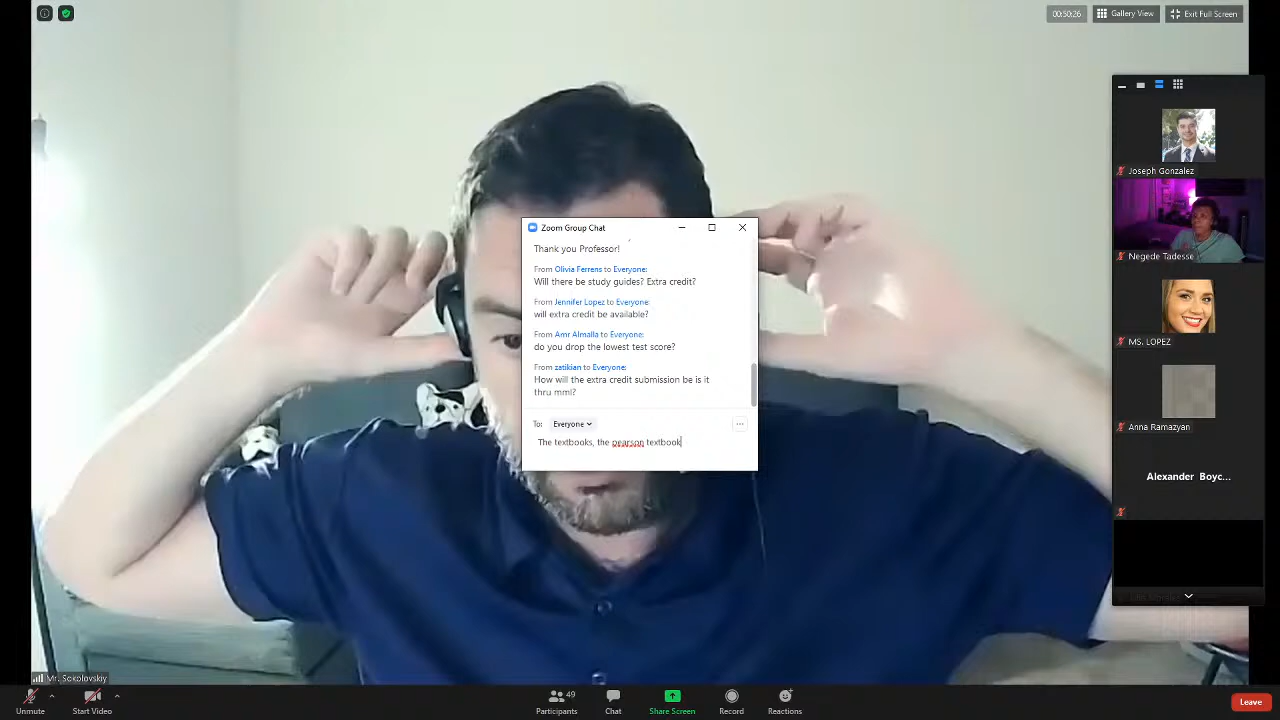 00:50:26
Gallery View
Exit Full Screen
Zoom Group Chat
Thank you Professor!
From Olivia Ferrens to Everyone:
Will there be study guides? Extra credit?
From Jennifer Lopez to Everyone:
will extra credit be available?
From Amr Almalla to Everyone:
do you drop the lowest test score?
From zatikian to Everyone:
How will the extra credit submission be is it
thru mml?
To: Everyone
The textbooks, the pearson textbook
Joseph Gonzalez
Negede Tadesse
MS. LOPEZ
Anna Ramazyan
Alexander Boyc...
Mr. Sokolovskiy
Unmute
Start Video
Participants 49
Chat
Share Screen
Record
Reactions
Leave